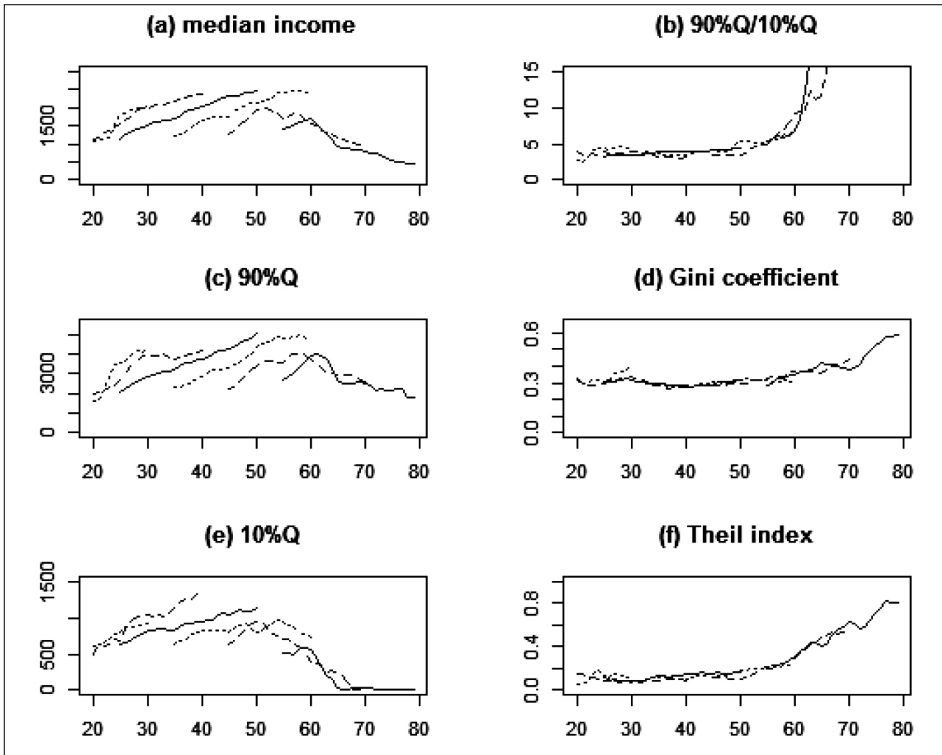 (a) median income
1500
0
20 30 40 50 60 70 80
(b) 90%Q/10%Q
15
10
5
0
20 30 40 50 60 70 80
(c) 90%Q
3000
0
20 30 40 50 60 70 80
(d) Gini coefficient
0.6
0.3
0.0
20 30 40 50 60 70 80
(e) 10%Q
1500
500
0
20 30 40 50 60 70 80
(f) Theil index
0.8
0.4
0.0
20 30 40 50 60 70 80